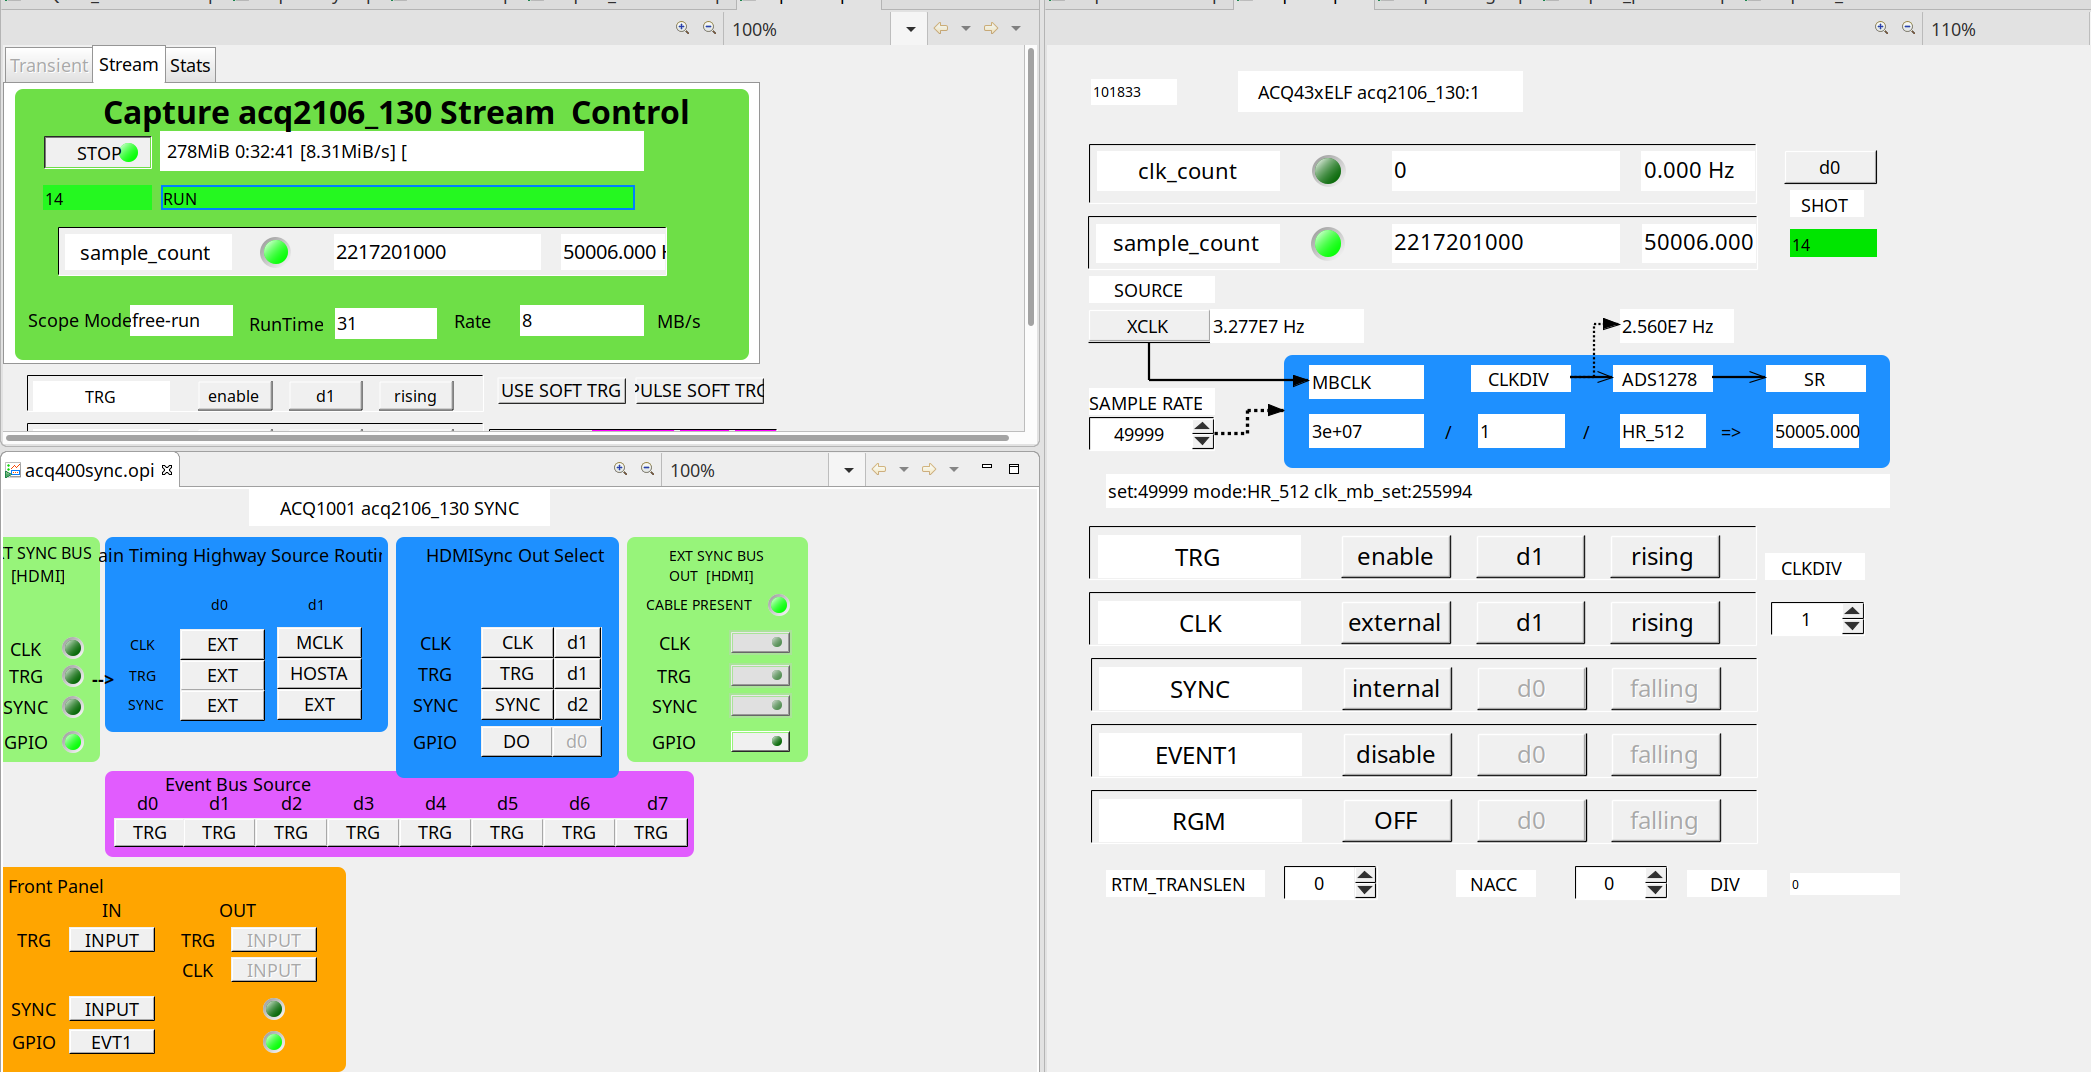 100%
Transient Stream Stats
Capture acq2106_130 Stream Control
STOP 278MiB 0:32:41 [8.31MiB/s] [
14 RUN
sample_count 2217201000 50006.000 H
Scope Mode free-run RunTime 31 Rate 8 MB/s
TRG enable d1 rising USE SOFT TRG PULSE SOFT TRG
acq400sync.opi 100%
ACQ1001 acq2106_130 SYNC
T SYNC BUS
[HDMI]
CLK
TRG -->
SYNC
GPIO
ain Timing Highway Source Routin
d0 d1
CLK EXT MCLK
TRG EXT HOSTA
SYNC EXT EXT
HDMISync Out Select
CLK CLK d1
TRG TRG d1
SYNC SYNC d2
GPIO DO d0
EXT SYNC BUS
OUT [HDMI]
CABLE PRESENT
CLK
TRG
SYNC
GPIO
Event Bus Source
d0 d1 d2 d3 d4 d5 d6 d7
TRG TRG TRG TRG TRG TRG TRG TRG
Front Panel
IN OUT
TRG INPUT TRG INPUT
CLK INPUT
SYNC INPUT
GPIO EVT1
110%
101833 ACQ43xELF acq2106_130:1
clk_count 0 0.000 Hz d0
SHOT
sample_count 2217201000 50006.000 14
SOURCE
XCLK 3.277E7 Hz 2.560E7 Hz
MBCLK CLKDIV ADS1278 SR
SAMPLE RATE
49999 3e+07 / 1 / HR_512 => 50005.000
set:49999 mode:HR_512 clk_mb_set:255994
TRG enable d1 rising
CLKDIV
CLK external d1 rising 1
SYNC internal d0 falling
EVENT1 disable d0 falling
RGM OFF d0 falling
RTM_TRANSLEN 0 NACC 0 DIV 0